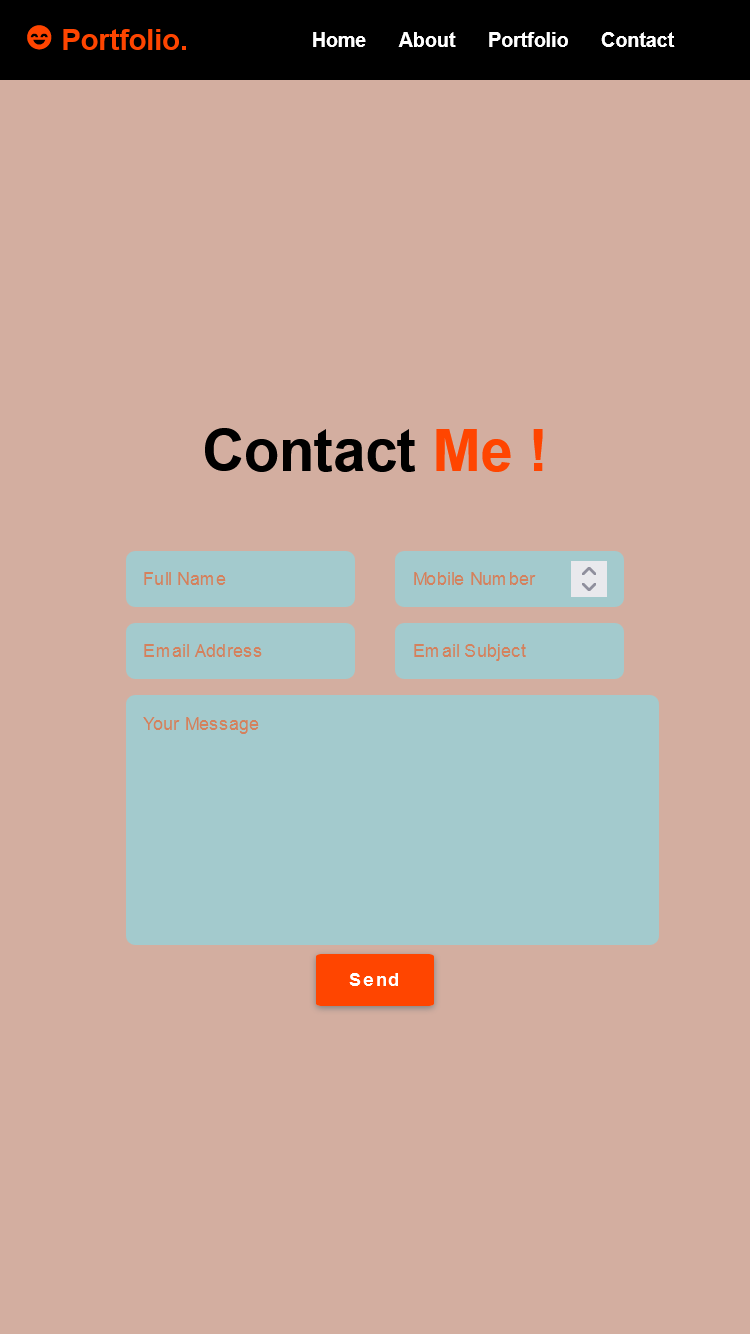 Portfolio.
Home About Portfolio Contact
Contact Me !
Full Name Mobile Number
Email Address Email Subject
Your Message
Send